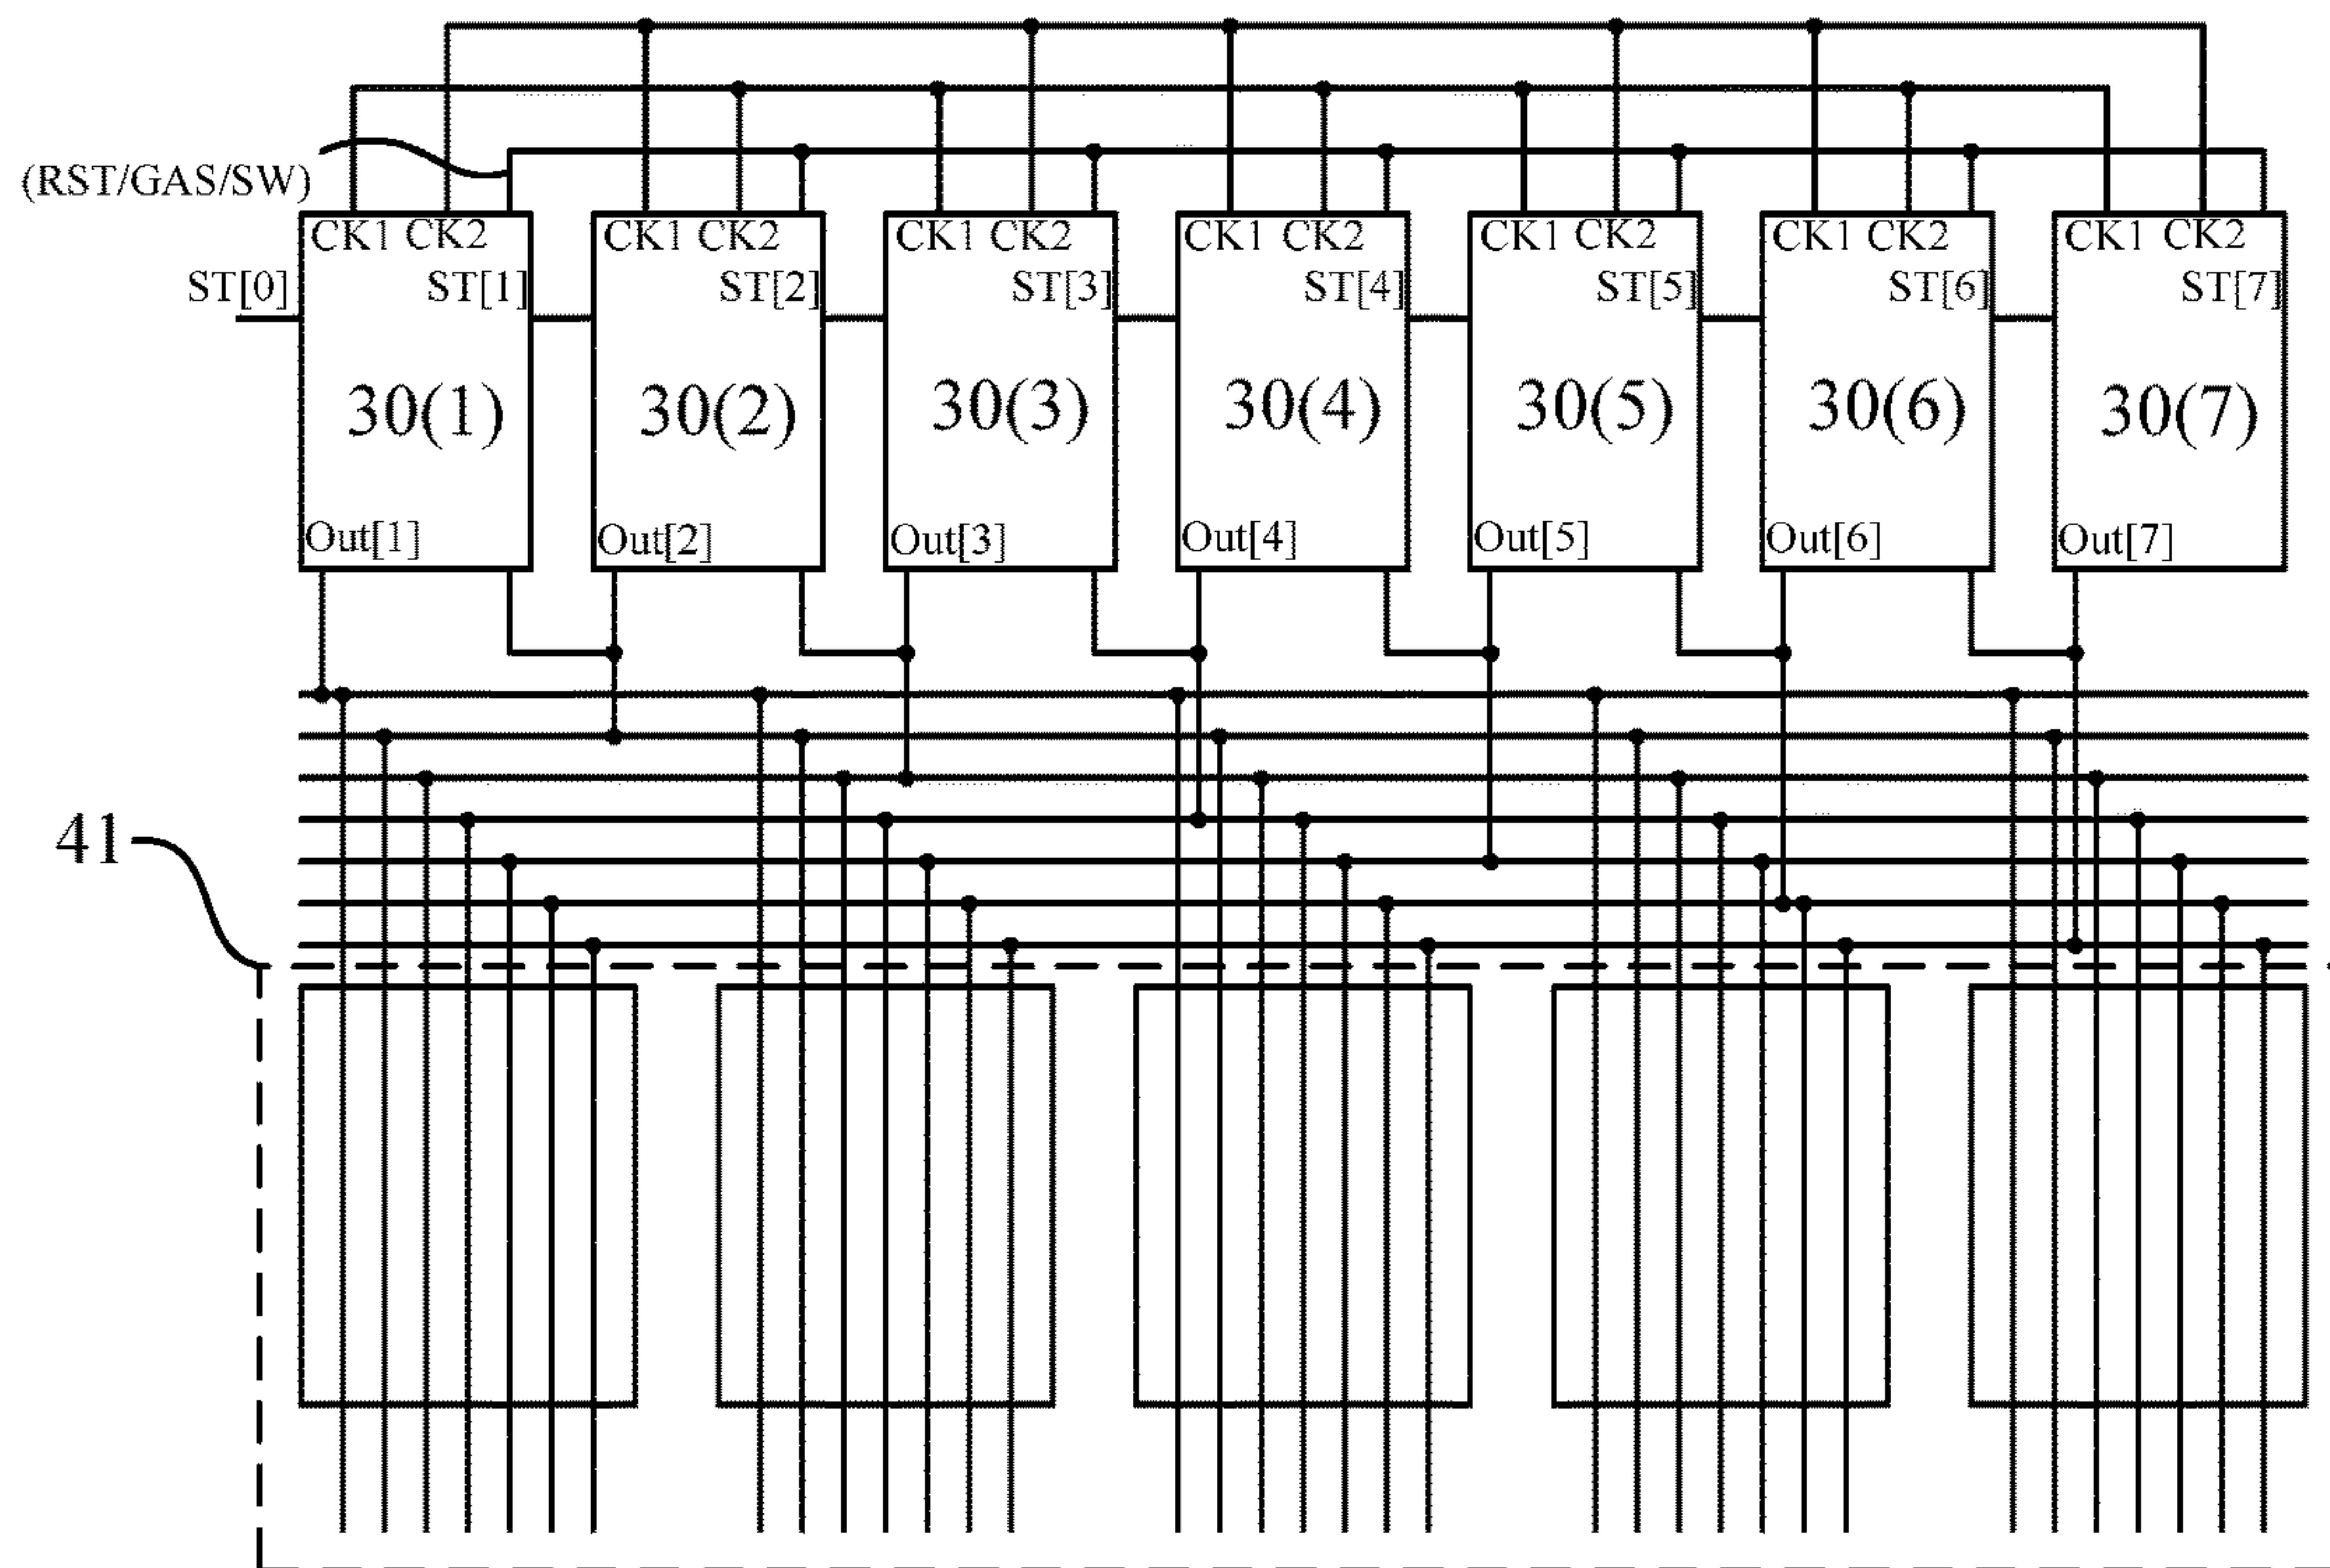 (RST/GAS/SW)
CK1 CK2 CK1 CK2 CK1 CK2 CK1 CK2 CK1 CK2 CK1 CK2 CK1 CK2
ST[0] ST[1] ST[2] ST[3] ST[4] ST[5] ST[6] ST[7]
30(1) 30(2) 30(3) 30(4) 30(5) 30(6) 30(7)
Out[1] Out[2] Out[3] Out[4] Out[5] Out[6] Out[7]
41